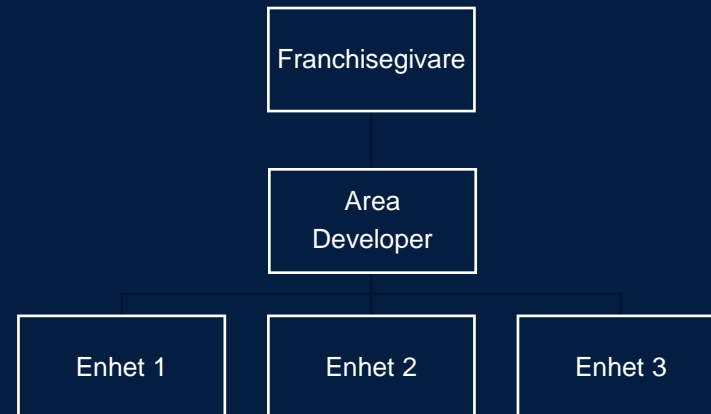 Franchisegivare
Area
Developer
Enhet 1
Enhet 2
Enhet 3